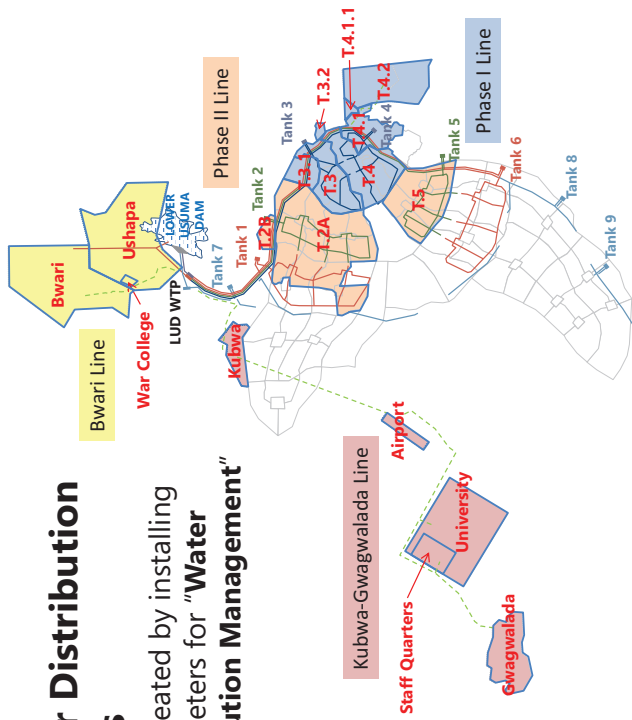 r Distribution
s
eated by installing
eters for "Water
ution Management"
Bwari Line
Bwari
Ushapa
War College
LOWER
USUMA
DAM
LUD WTP
Tank 7
Tank 1
Tank 2
Phase II Line
T.2B
T.2A
Tank 3
T.3.2
T.3.1
T.3
T.4.1.1
T.4.1
T.4.2
T.4
Tank 4
Phase I Line
T.5
Tank 5
Tank 6
Tank 8
Tank 9
Kubwa
Kubwa-Gwagwalada Line
Airport
University
Staff Quarters
Gwagwalada